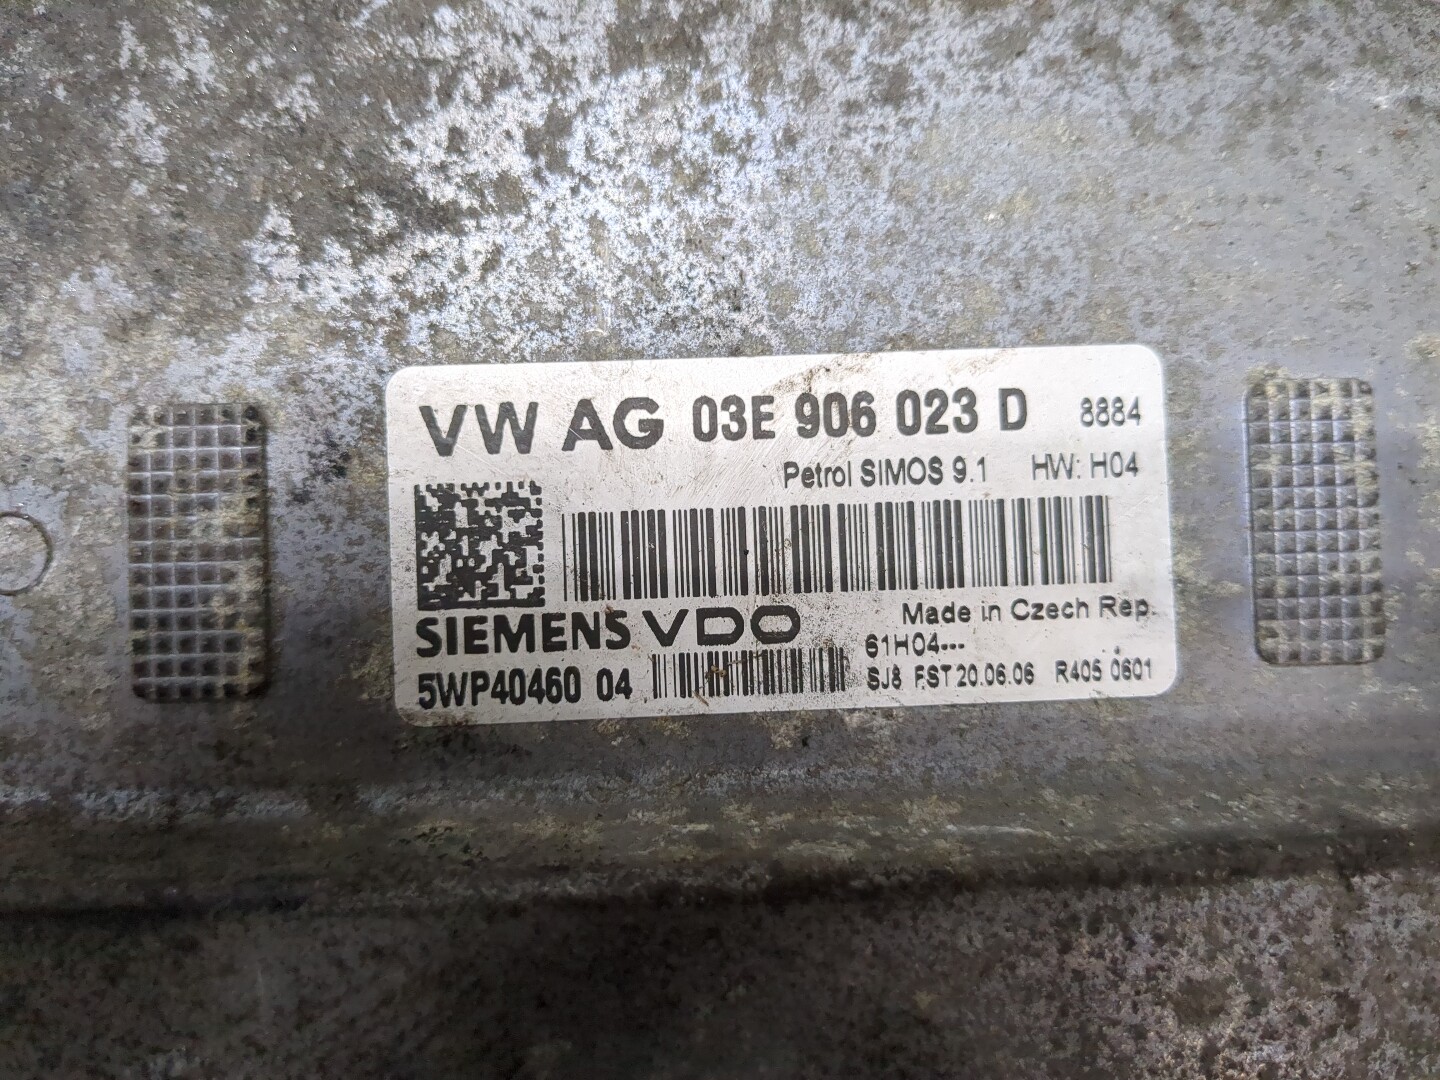 VW AG 03E 906 023 D 8884
Petrol SIMOS 9.1 HW: H04
SIEMENS VDO Made in Czech Rep.
61H04---
5WP40460 04 SJ8 FST 20.06.06 R405 0601